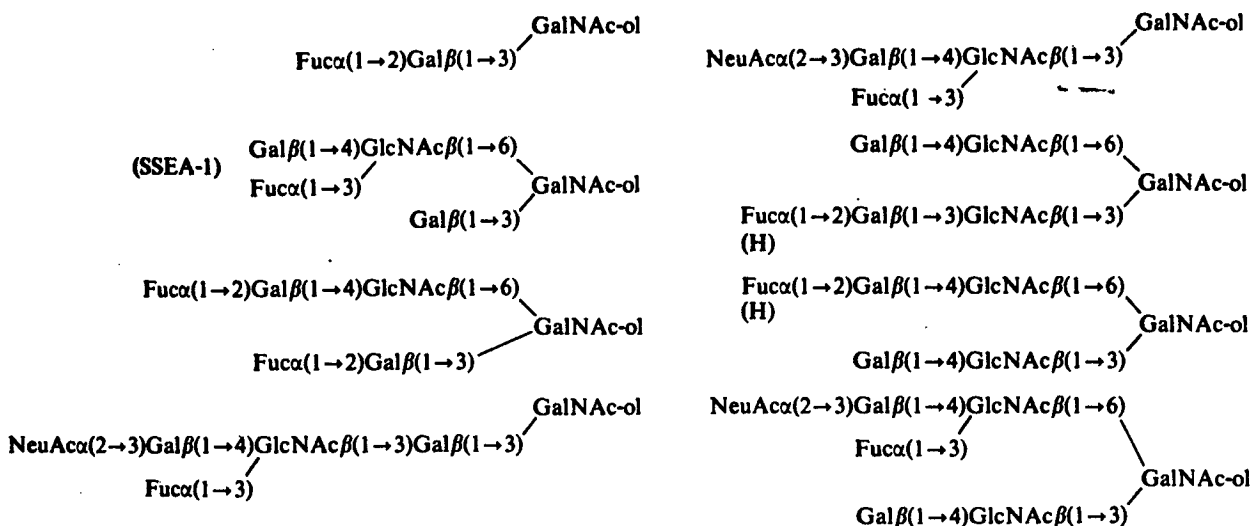 GalNAc-ol
Fucα(1→2)Galβ(1→3)
(SSEA-1)
Galβ(1→4)GlcNAcβ(1→6)
Fucα(1→3)
GalNAc-ol
Galβ(1→3)
Fucα(1→2)Galβ(1→4)GlcNAcβ(1→6)
GalNAc-ol
Fucα(1→2)Galβ(1→3)
GalNAc-ol
NeuAcα(2→3)Galβ(1→4)GlcNAcβ(1→3)Galβ(1→3)
Fucα(1→3)
GalNAc-ol
NeuAcα(2→3)Galβ(1→4)GlcNAcβ(1→3)
Fucα(1→3)
Galβ(1→4)GlcNAcβ(1→6)
GalNAc-ol
Fucα(1→2)Galβ(1→3)GlcNAcβ(1→3)
(H)
Fucα(1→2)Galβ(1→4)GlcNAcβ(1→6)
(H)
GalNAc-ol
Galβ(1→4)GlcNAcβ(1→3)
NeuAcα(2→3)Galβ(1→4)GlcNAcβ(1→6)
Fucα(1→3)
GalNAc-ol
Galβ(1→4)GlcNAcβ(1→3)